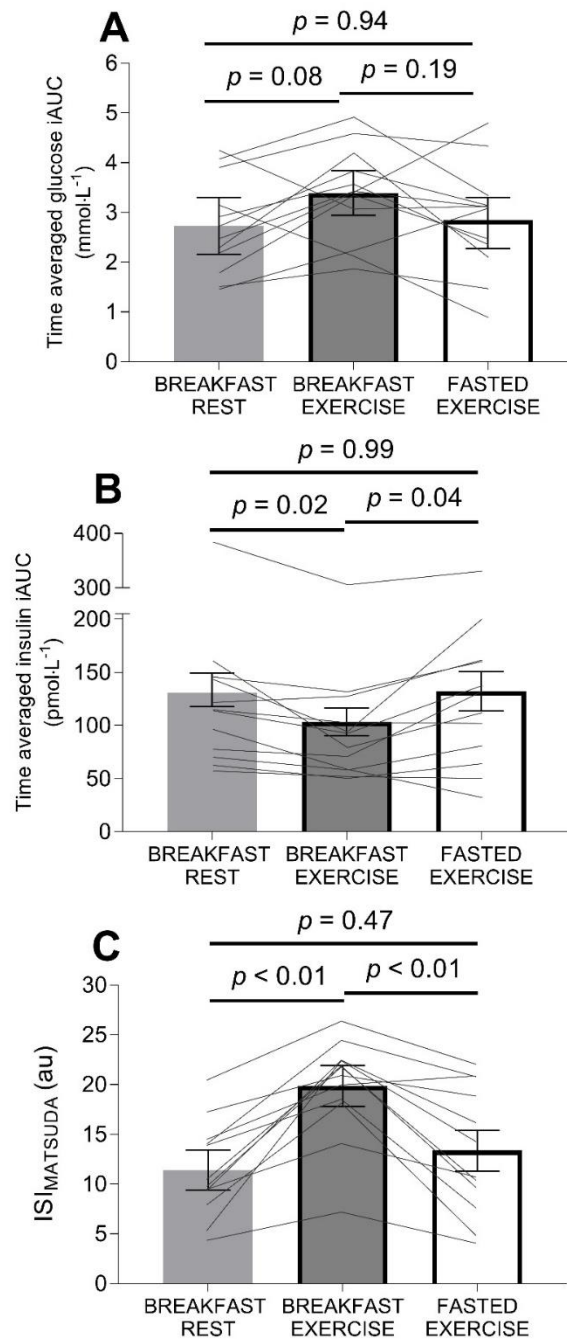 A
p = 0.94
p = 0.08
p = 0.19
Time averaged glucose iAUC
(mmol·L⁻¹)
6
5
4
3
2
1
0
BREAKFAST REST
BREAKFAST EXERCISE
FASTED EXERCISE
B
p = 0.99
p = 0.02
p = 0.04
Time averaged insulin iAUC
(pmol·L⁻¹)
400
300
200
150
100
50
0
BREAKFAST REST
BREAKFAST EXERCISE
FASTED EXERCISE
C
p = 0.47
p < 0.01
p < 0.01
ISI MATSUDA (au)
30
25
20
15
10
5
0
BREAKFAST REST
BREAKFAST EXERCISE
FASTED EXERCISE